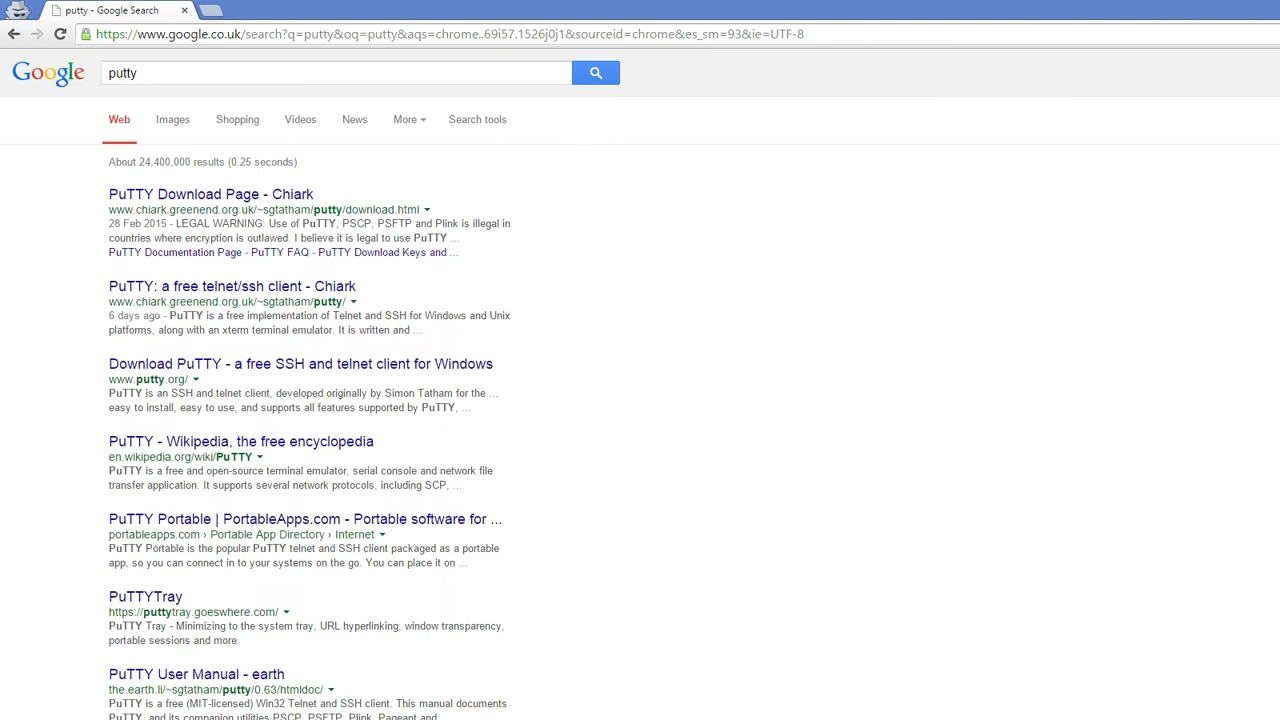 putty - Google Search
https://www.google.co.uk/search?q=putty&oq=putty&aqs=chrome..69i57.1526j0j1&sourceid=chrome&es_sm=93&ie=UTF-8
Google putty
Web Images Shopping Videos News More Search tools
About 24,400,000 results (0.25 seconds)
PuTTY Download Page - Chiark
www.chiark.greenend.org.uk/~sgtatham/putty/download.html
28 Feb 2015 - LEGAL WARNING: Use of PuTTY, PSCP, PSFTP and Plink is illegal in
countries where encryption is outlawed. I believe it is legal to use PuTTY ...
PuTTY Documentation Page - PuTTY FAQ - PuTTY Download Keys and ...
PuTTY: a free telnet/ssh client - Chiark
www.chiark.greenend.org.uk/~sgtatham/putty/
6 days ago - PuTTY is a free implementation of Telnet and SSH for Windows and Unix
platforms, along with an xterm terminal emulator. It is written and ...
Download PuTTY - a free SSH and telnet client for Windows
www.putty.org/
PuTTY is an SSH and telnet client, developed originally by Simon Tatham for the ...
easy to install, easy to use, and supports all features supported by PuTTY, ...
PuTTY - Wikipedia, the free encyclopedia
en.wikipedia.org/wiki/PuTTY
PuTTY is a free and open-source terminal emulator, serial console and network file
transfer application. It supports several network protocols, including SCP, ...
PuTTY Portable | PortableApps.com - Portable software for ...
portableapps.com › Portable App Directory › Internet
PuTTY Portable is the popular PuTTY telnet and SSH client packaged as a portable
app, so you can connect in to your systems on the go. You can place it on ...
PuTTYTray
https://puttytray.goeswhere.com/
PuTTY Tray - Minimizing to the system tray, URL hyperlinking, window transparency,
portable sessions and more.
PuTTY User Manual - earth
the.earth.li/~sgtatham/putty/0.63/htmldoc/
PuTTY is a free (MIT-licensed) Win32 Telnet and SSH client. This manual documents
PuTTY, and its companion utilities PSCP, PSFTP, Plink, Pageant and